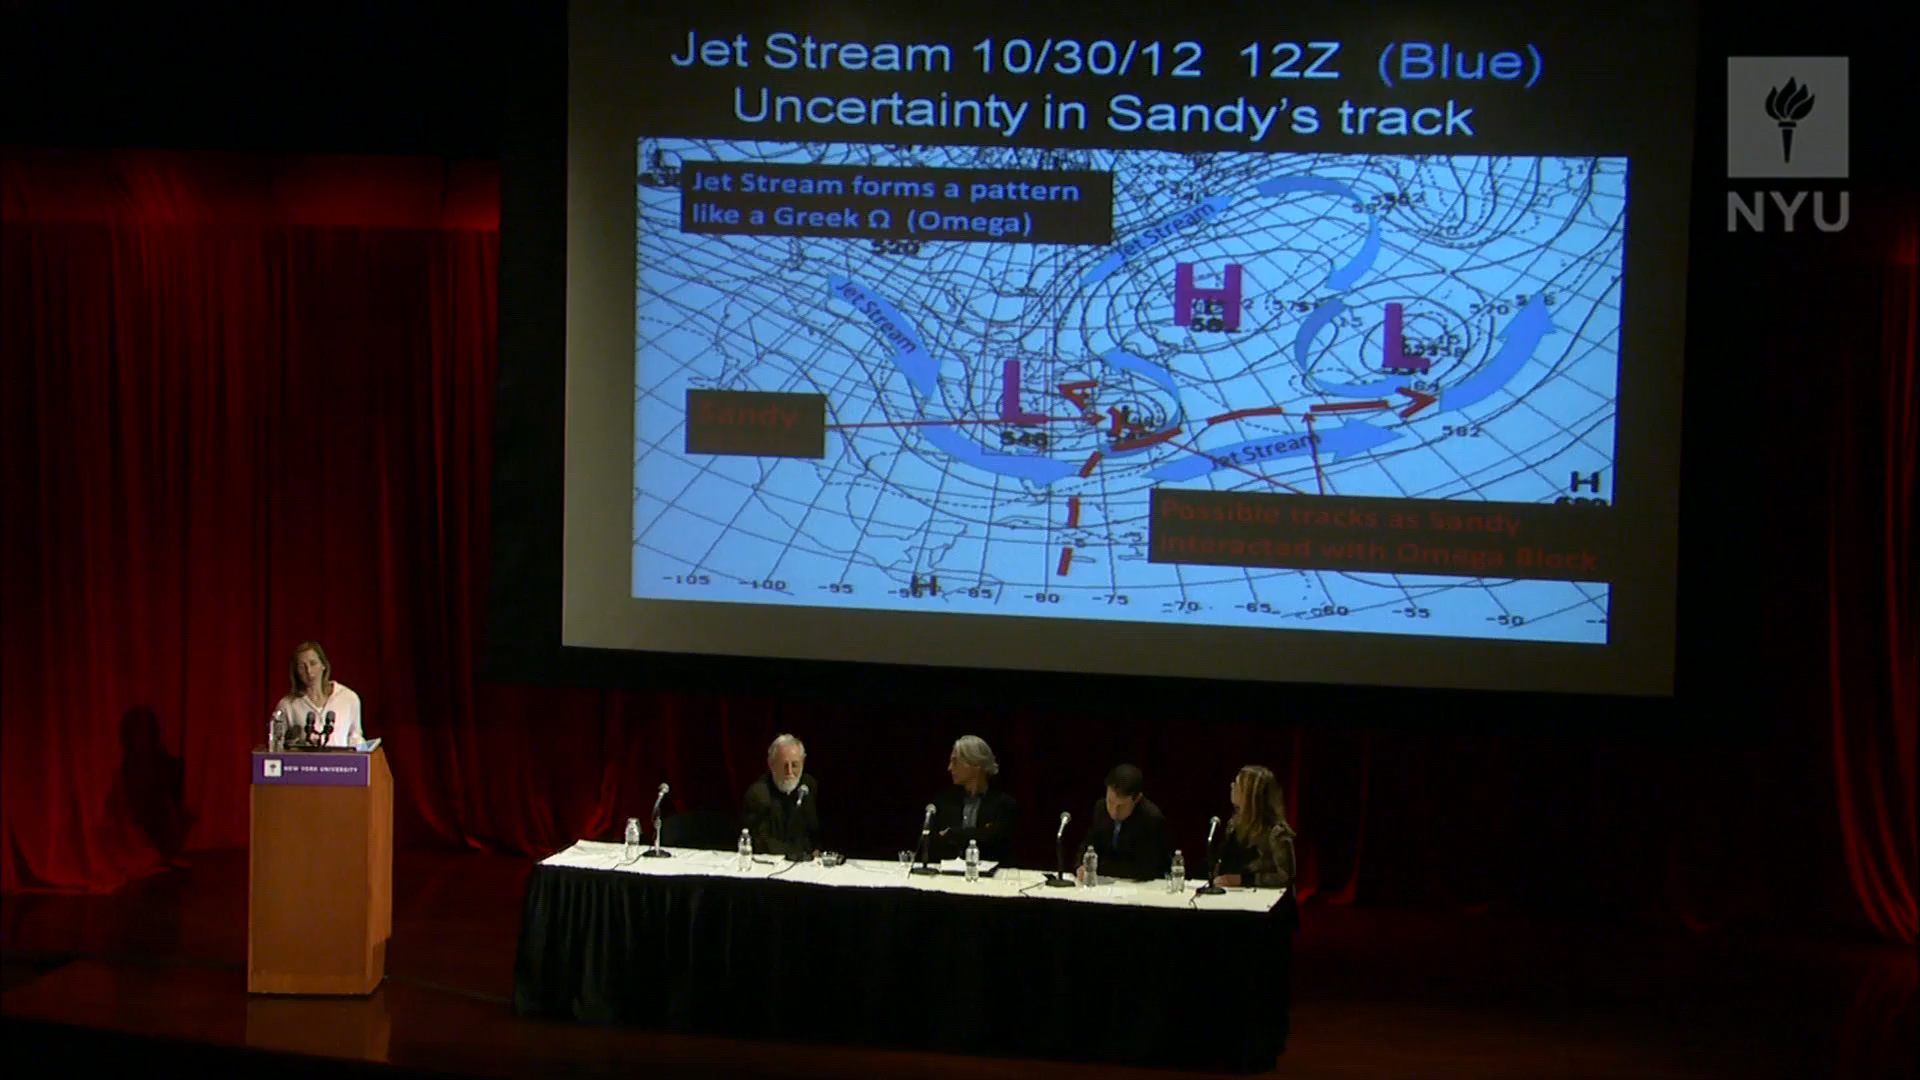 Jet Stream 10/30/12 12Z (Blue)
Uncertainty in Sandy's track
Jet Stream forms a pattern
like a Greek Ω (Omega)
520
Jet Stream
Jet Stream
H
L
L
Sandy
546
582
Jet Stream
H
Possible tracks as Sandy
interacted with Omega Block
H
-105 -100 -95 -90 -85 -80 -75 -70 -65 -60 -55 -50
NYU
NEW YORK UNIVERSITY